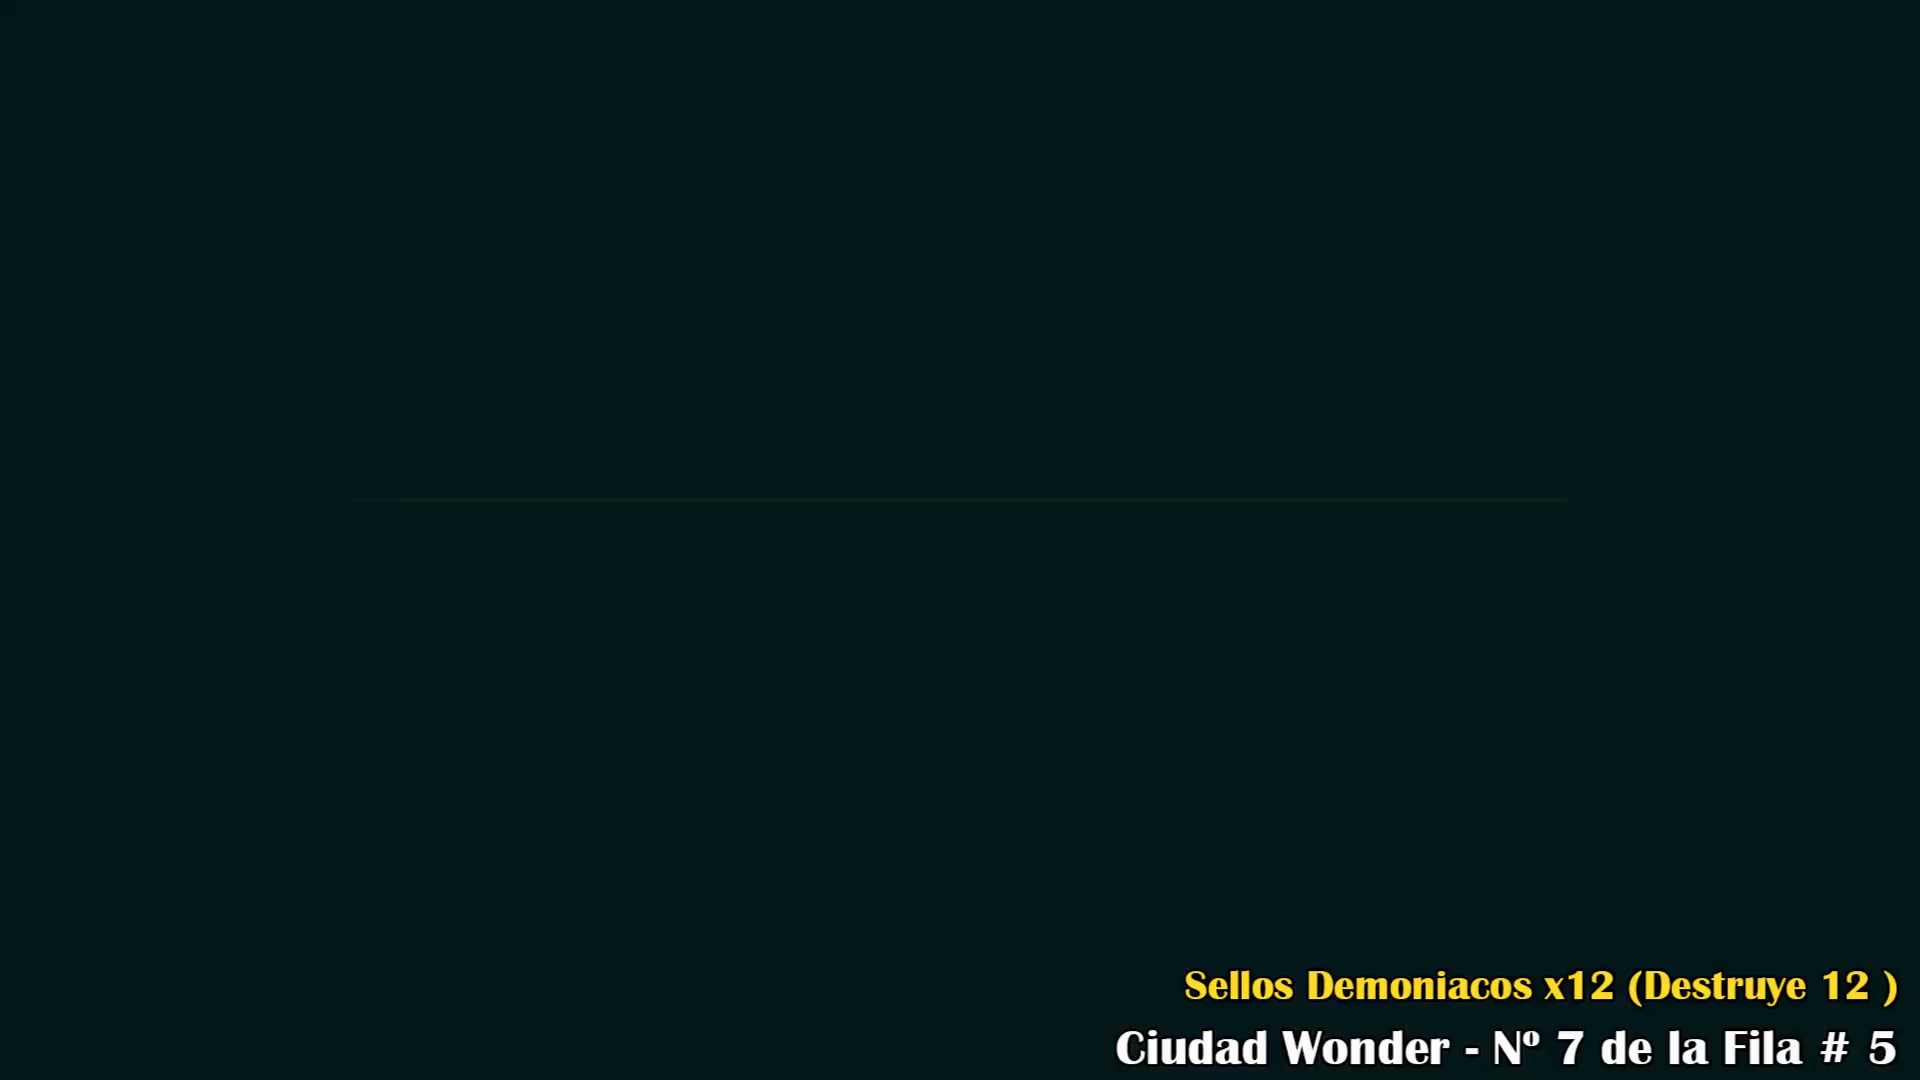 Sellos Demoniacos x12 (Destruye 12 )
Ciudad Wonder - Nº 7 de la Fila # 5